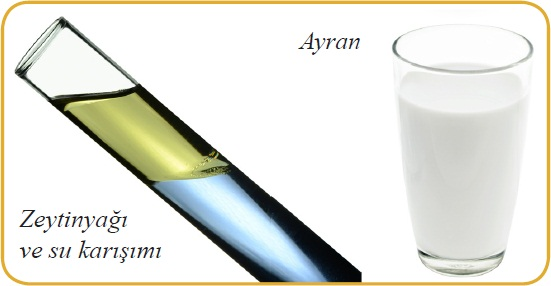 Ayran
Zeytinyağı
ve su karışımı